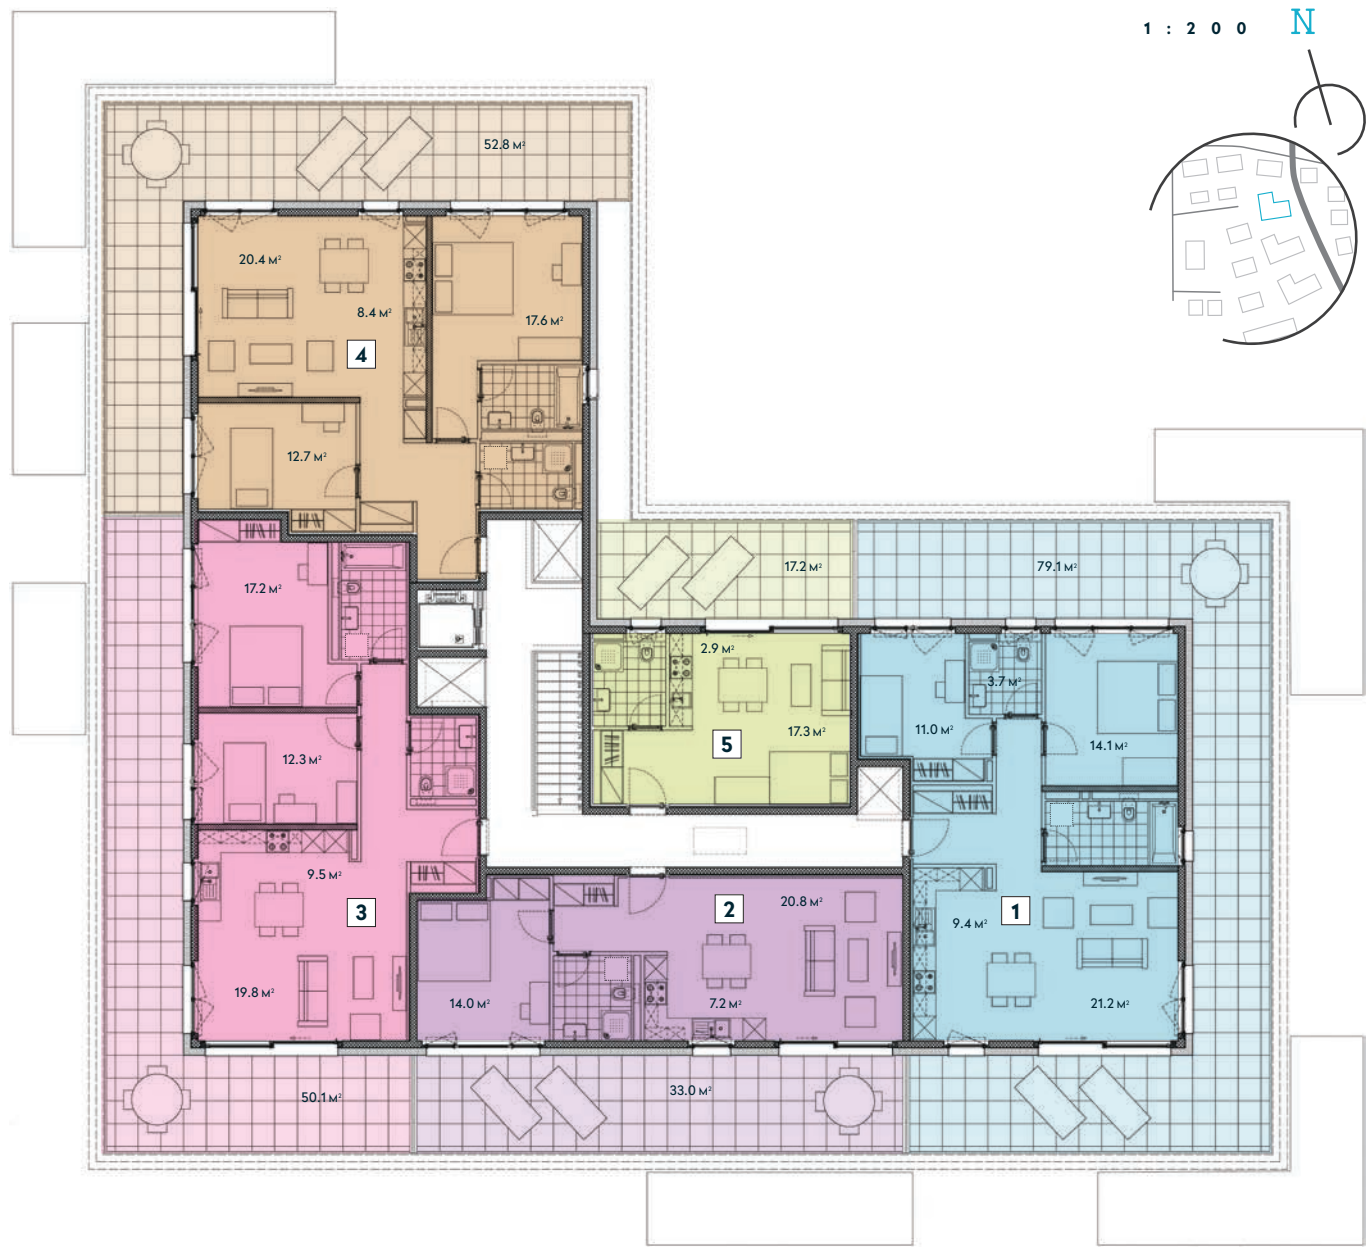 1 : 2 0 0 N
52.8 M²
20.4 M²
8.4 M²
17.6 M²
4
12.7 M²
17.2 M²
17.2 M²
79.1 M²
2.9 M²
3.7 M²
12.3 M²
5
17.3 M²
11.0 M²
14.1 M²
9.5 M²
3
2
20.8 M²
1
9.4 M²
19.8 M²
14.0 M²
7.2 M²
21.2 M²
50.1 M²
33.0 M²